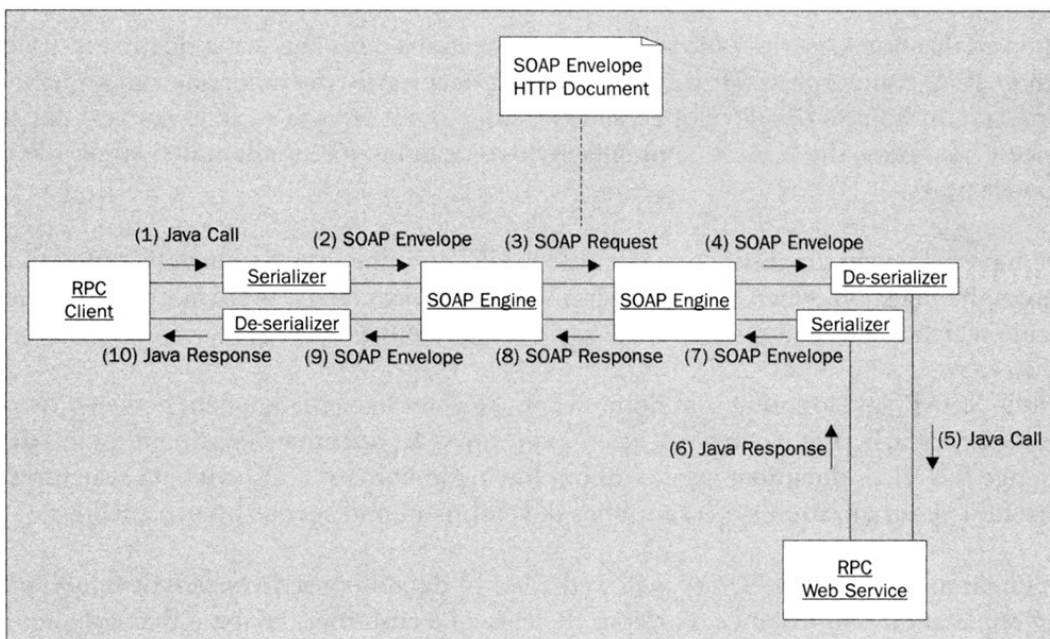 SOAP Envelope
HTTP Document
(1) Java Call
(2) SOAP Envelope
(3) SOAP Request
(4) SOAP Envelope
RPC
Client
Serializer
SOAP Engine
SOAP Engine
De-serializer
De-serializer
Serializer
(10) Java Response
(9) SOAP Envelope
(8) SOAP Response
(7) SOAP Envelope
(6) Java Response
(5) Java Call
RPC
Web Service